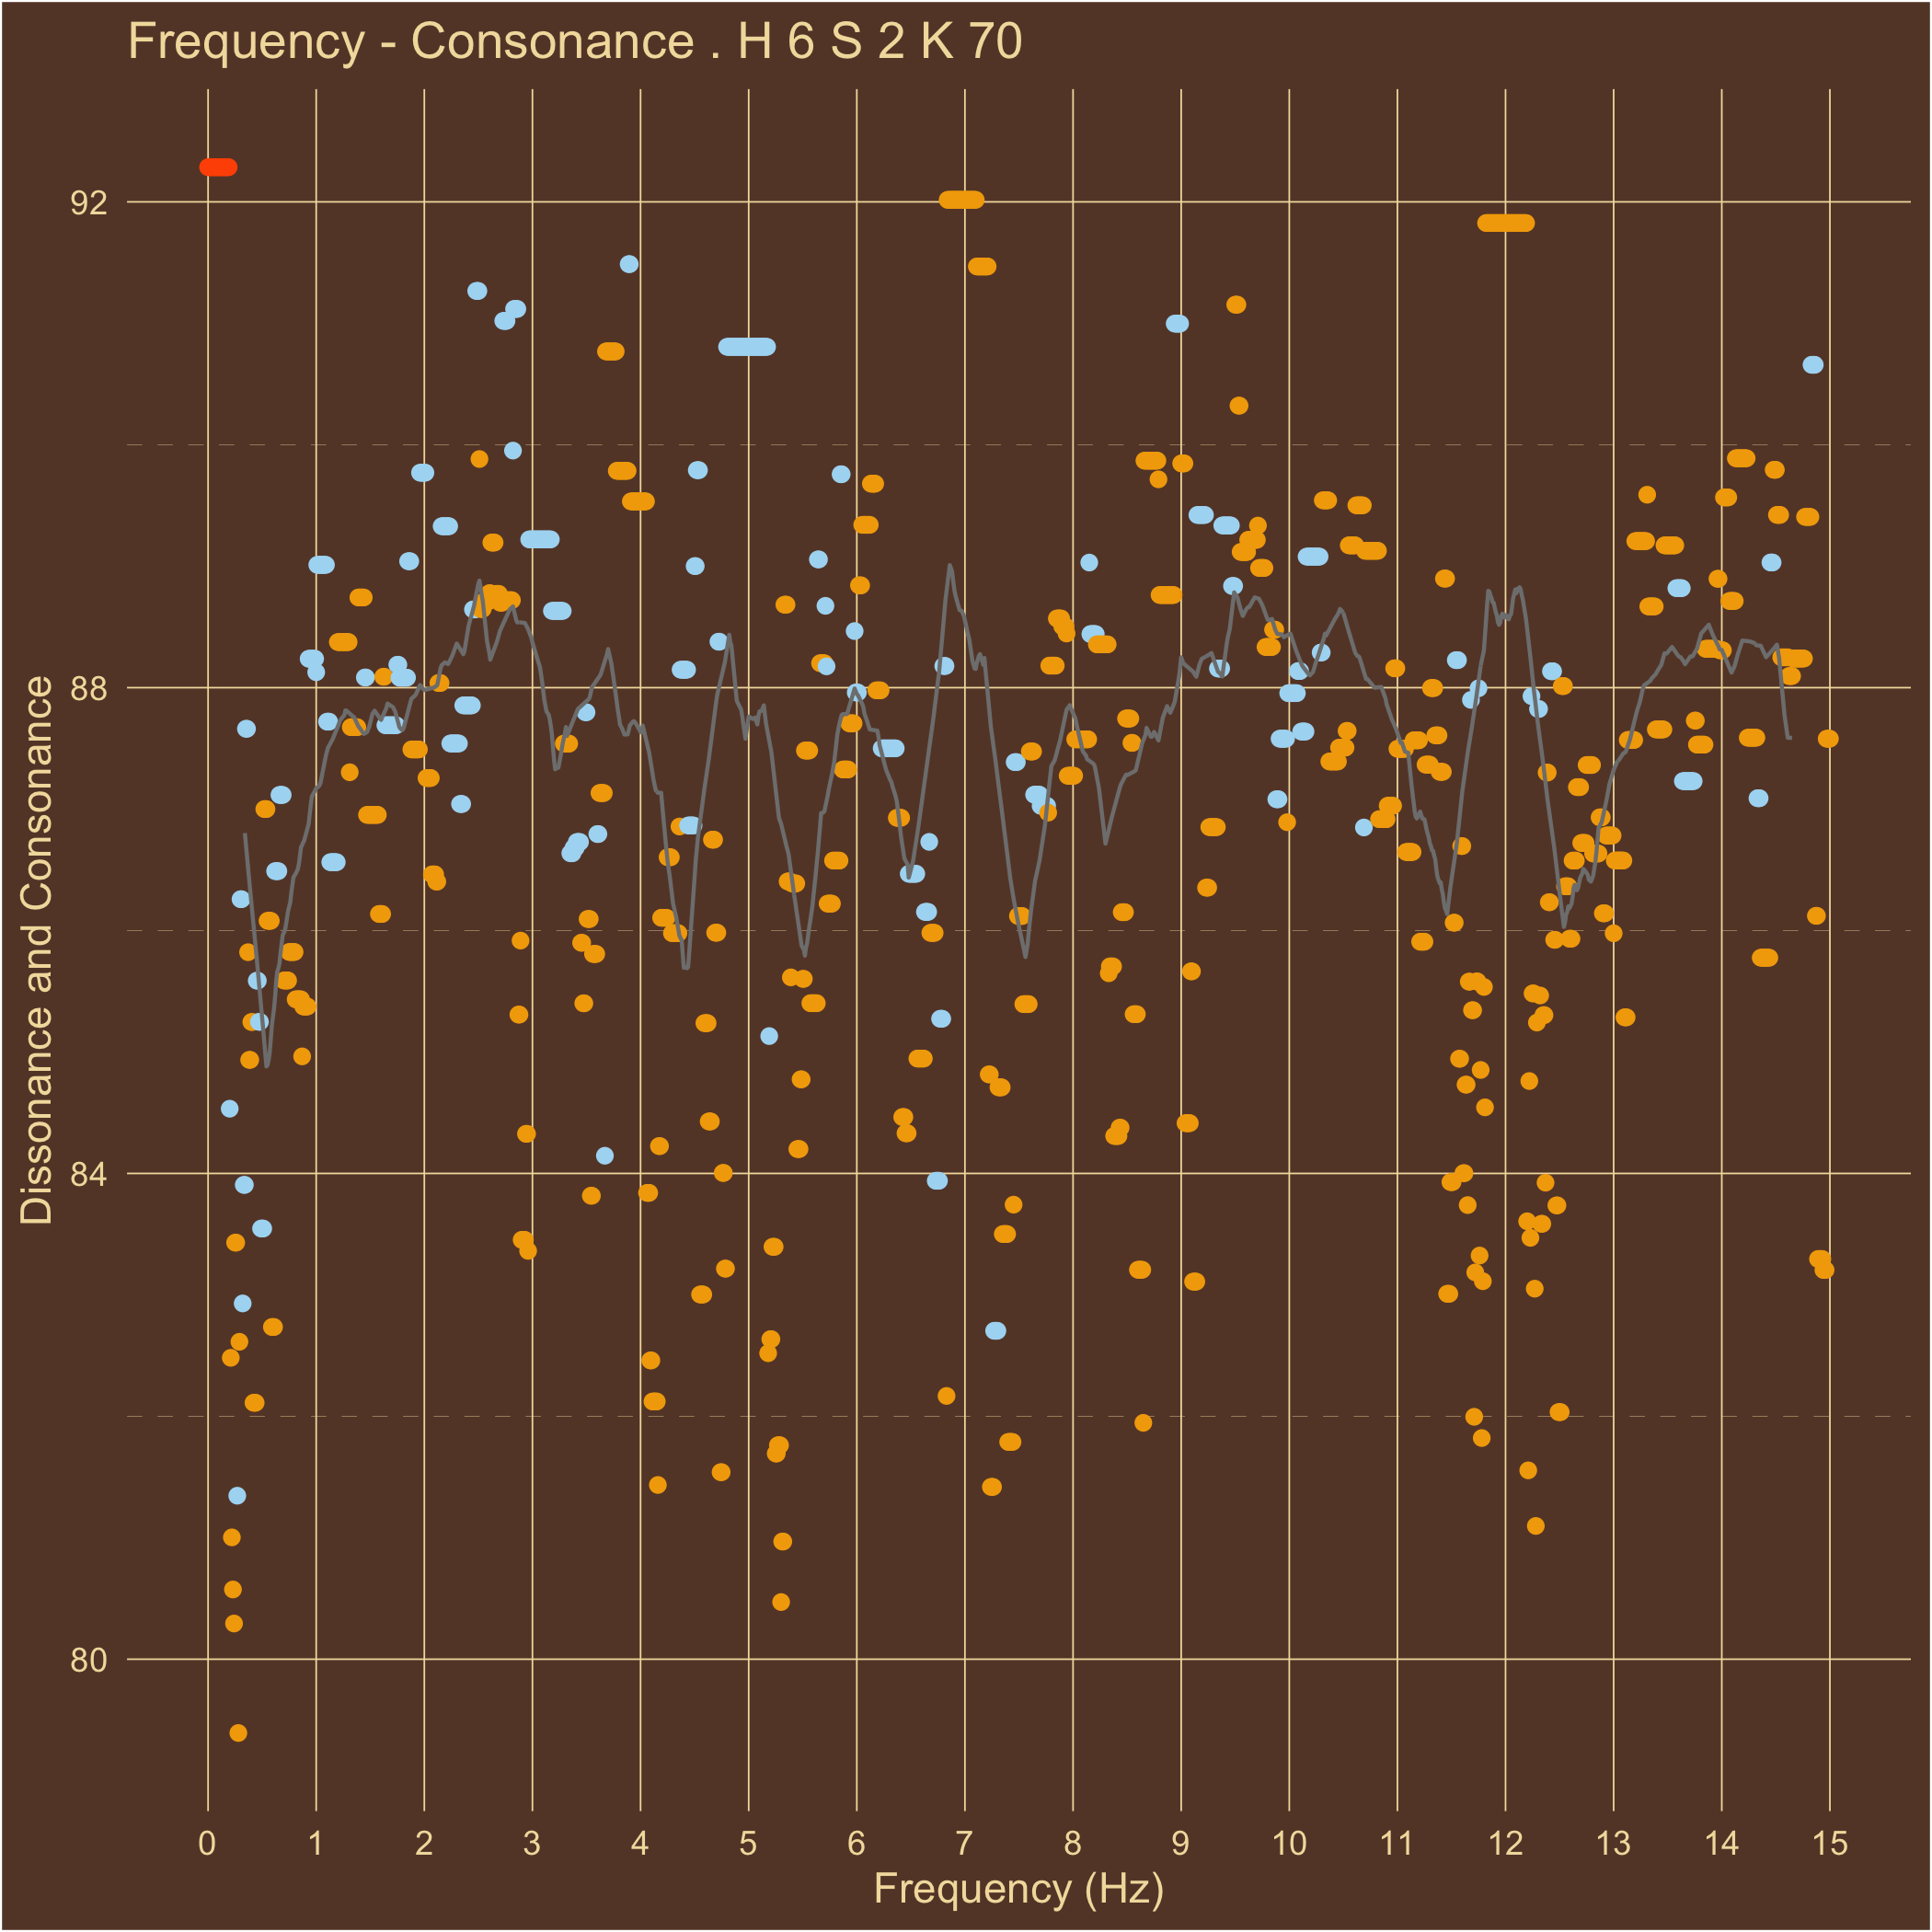 Frequency - Consonance . H 6 S 2 K 70
Dissonance and Consonance
92
88
84
80
0 1 2 3 4 5 6 7 8 9 10 11 12 13 14 15
Frequency (Hz)